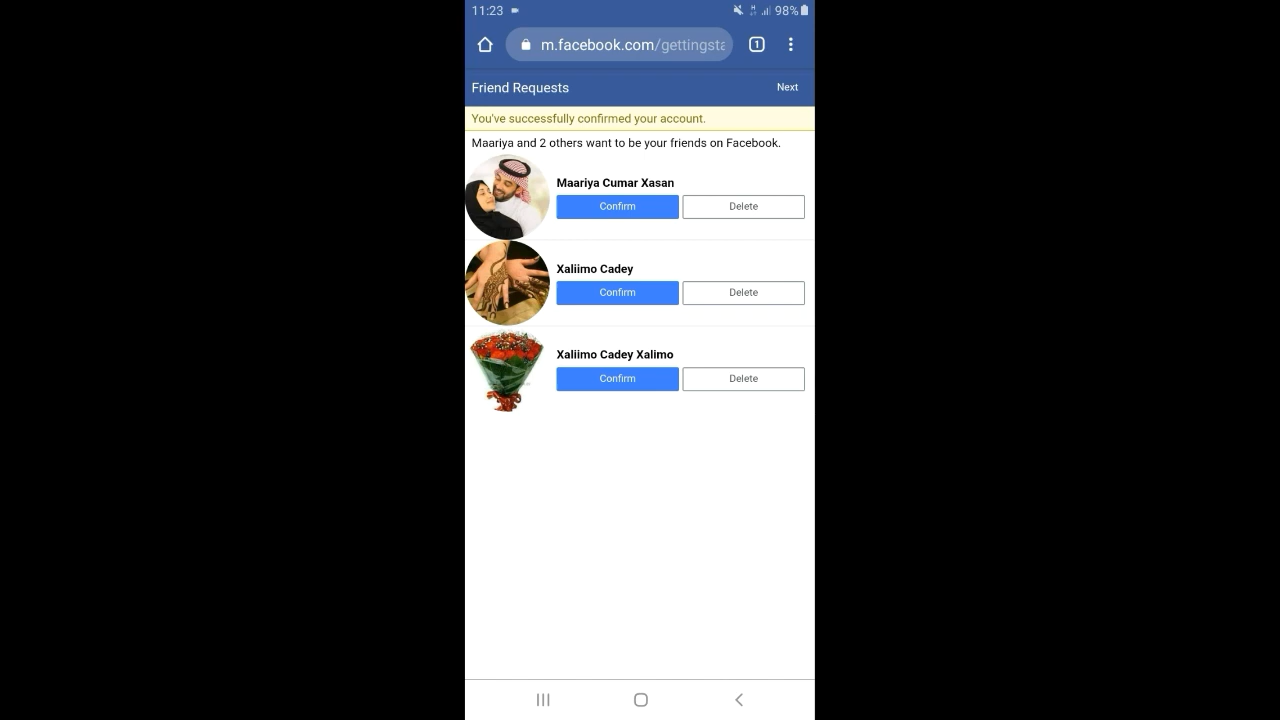 11:23 98%
m.facebook.com/gettingsta
1
Friend Requests Next
You've successfully confirmed your account.
Maariya and 2 others want to be your friends on Facebook.
Maariya Cumar Xasan
Confirm Delete
Xaliimo Cadey
Confirm Delete
Xaliimo Cadey Xalimo
Confirm Delete